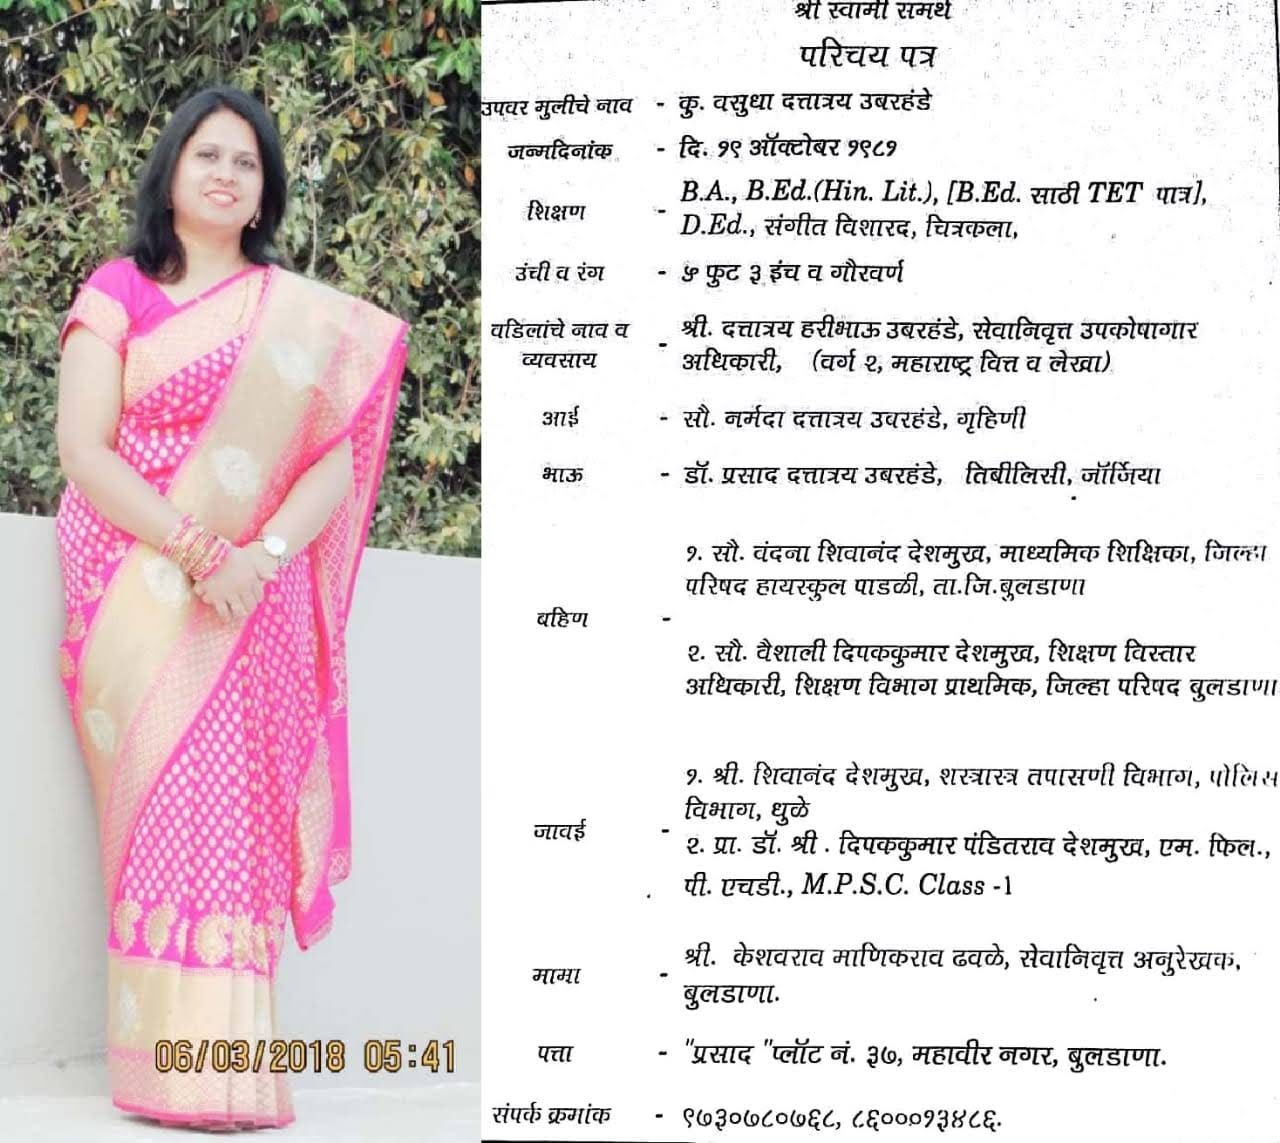 श्री स्वामी समर्थ
परिचय पत्र
उपवर मुलीचे नाव - कु. वसुधा दत्तात्रय उबरहंडे
जन्मदिनांक - दि. १९ ऑक्टोबर १९८१
शिक्षण - B.A., B.Ed.(Hin. Lit.), [B.Ed. साठी TET पात्र],
D.Ed., संगीत विशारद, चित्रकला,
उंची व रंग - ५ फुट ३ इंच व गौरवर्ण
वडिलांचे नाव व व्यवसाय - श्री. दत्तात्रय हरीभाऊ उबरहंडे, सेवानिवृत्त उपकोषागार
अधिकारी, (वर्ग २, महाराष्ट्र वित्त व लेखा)
आई - सौ. नर्मदा दत्तात्रय उबरहंडे, गृहिणी
भाऊ - डॉ. प्रसाद दत्तात्रय उबरहंडे, तिबीलिसी, जॉर्जिया
बहिण - १. सौ. वंदना शिवानंद देशमुख, माध्यमिक शिक्षिका, जिल्हा
परिषद हायस्कुल पाडळी, ता.जि.बुलडाणा
२. सौ. वैशाली दिपककुमार देशमुख, शिक्षण विस्तार
अधिकारी, शिक्षण विभाग प्राथमिक, जिल्हा परिषद बुलडाणा
जावई - १. श्री. शिवानंद देशमुख, शस्त्रास्त्र तपासणी विभाग, पोलिस
विभाग, धुळे
२. प्रा. डॉ. श्री . दिपककुमार पंडितराव देशमुख, एम. फिल.,
पी. एचडी., M.P.S.C. Class -1
मामा - श्री. केशवराव माणिकराव ढवळे, सेवानिवृत्त अनुरेखक,
बुलडाणा.
पत्ता - "प्रसाद "प्लॉट नं. ३७, महावीर नगर, बुलडाणा.
संपर्क क्रमांक - ९७३०७८०७६८, ८६०००१३४८६.
06/03/2018 05:41